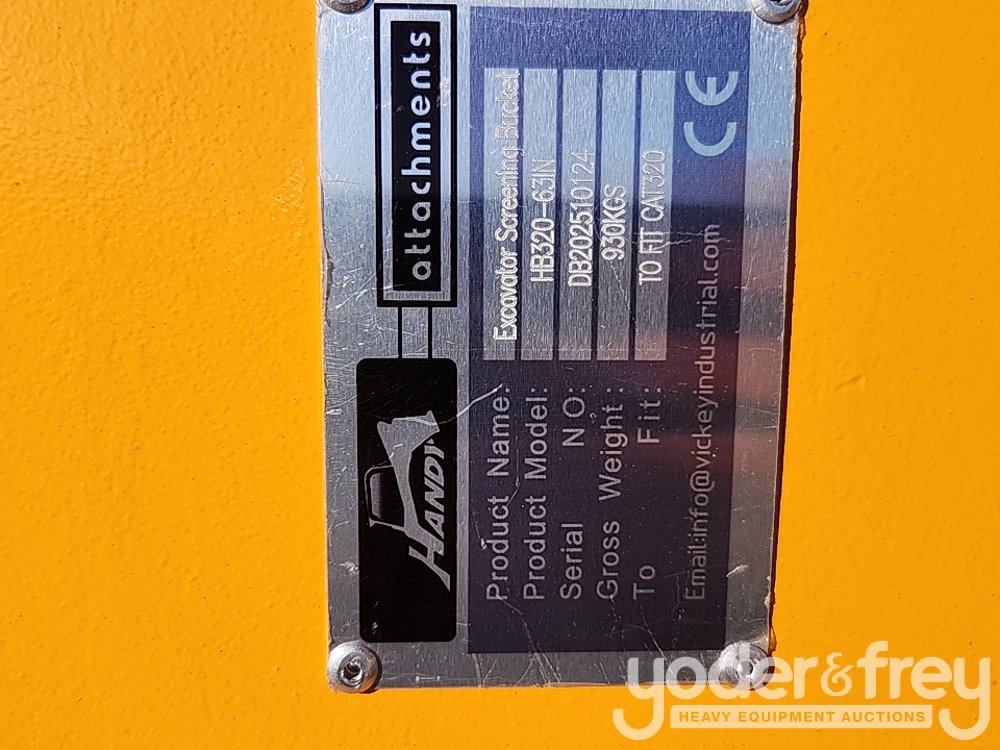 HANDY
attachments
Product Name: Excavator Screening Bucket
Product Model: HB320-63IN
Serial NO: DB202510124
Gross Weight: 930KGS
To Fit: TO FIT CAT320
Email:info@vickeyindustrial.com
CE
yoder&frey
HEAVY EQUIPMENT AUCTIONS